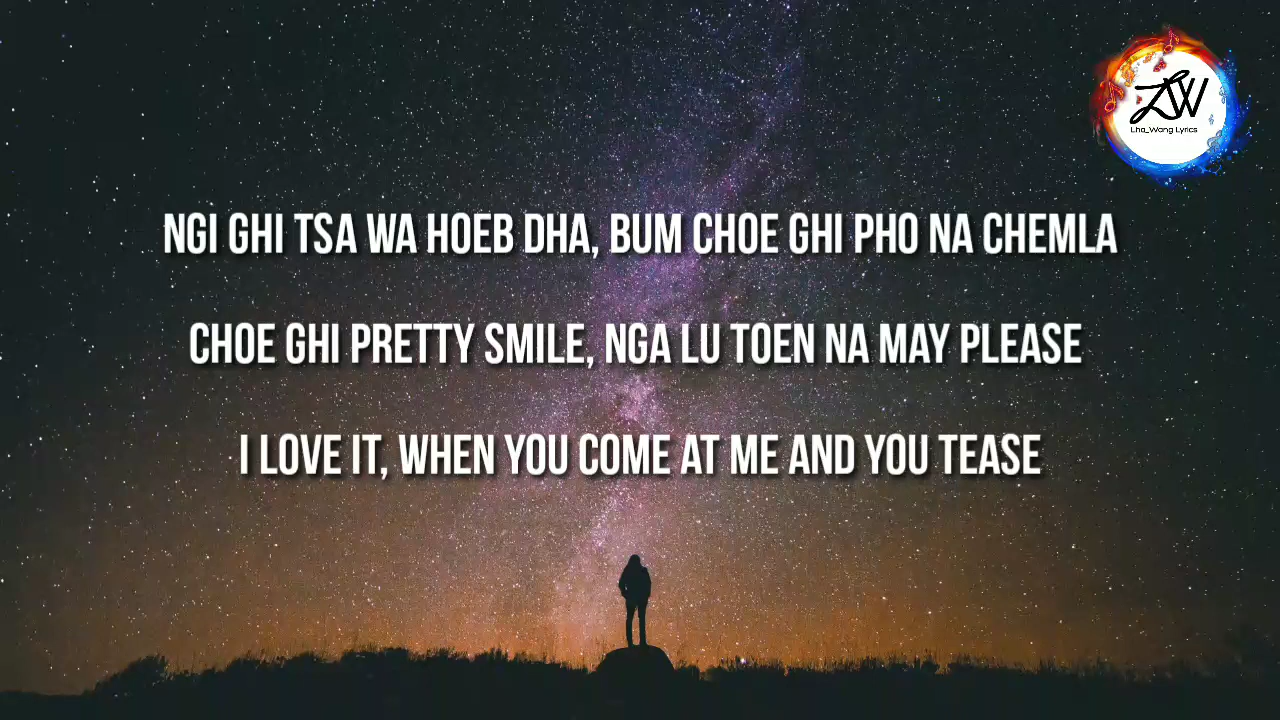 LW
Lha_Wang Lyrics
NGI GHI TSA WA HOEB DHA, BUM CHOE GHI PHO NA CHEMLA
CHOE GHI PRETTY SMILE, NGA LU TOEN NA MAY PLEASE
I LOVE IT, WHEN YOU COME AT ME AND YOU TEASE